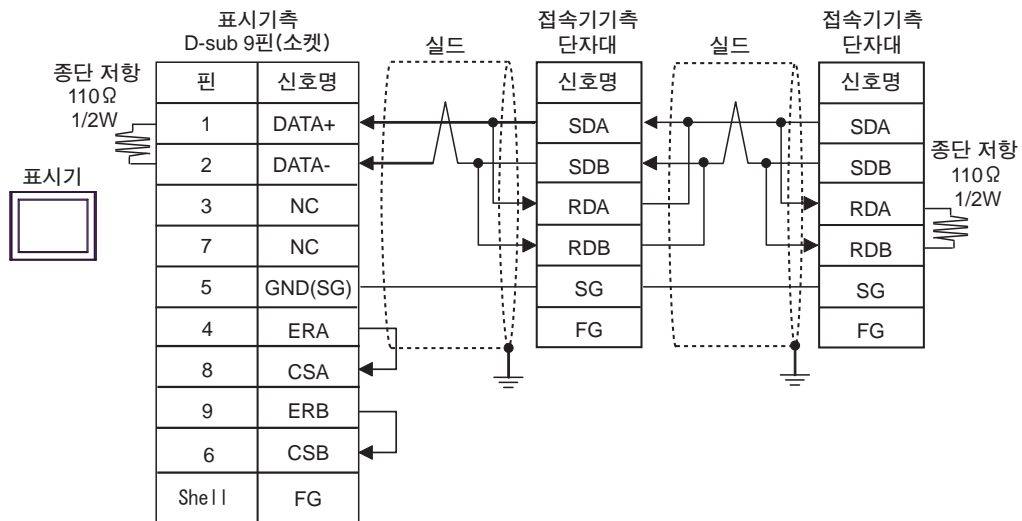 표시기측
D-sub 9핀(소켓)
실드
접속기기측
단자대
실드
접속기기측
단자대
종단 저항
110Ω
1/2W
표시기
핀 신호명
1 DATA+
2 DATA-
3 NC
7 NC
5 GND(SG)
4 ERA
8 CSA
9 ERB
6 CSB
Shell FG
신호명
SDA
SDB
RDA
RDB
SG
FG
신호명
SDA
SDB
RDA
RDB
SG
FG
종단 저항
110Ω
1/2W